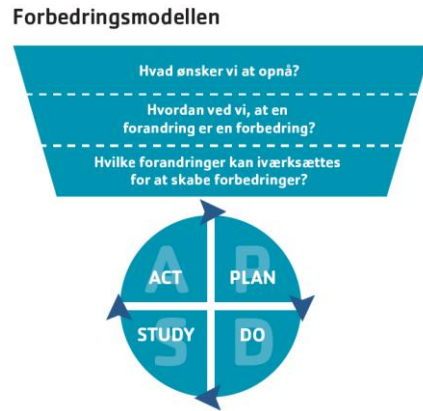 Forbedringsmodellen
Hvad ønsker vi at opnå?
Hvordan ved vi, at en
forandring er en forbedring?
Hvilke forandringer kan iværksættes
for at skabe forbedringer?
A P
ACT PLAN
S D
STUDY DO